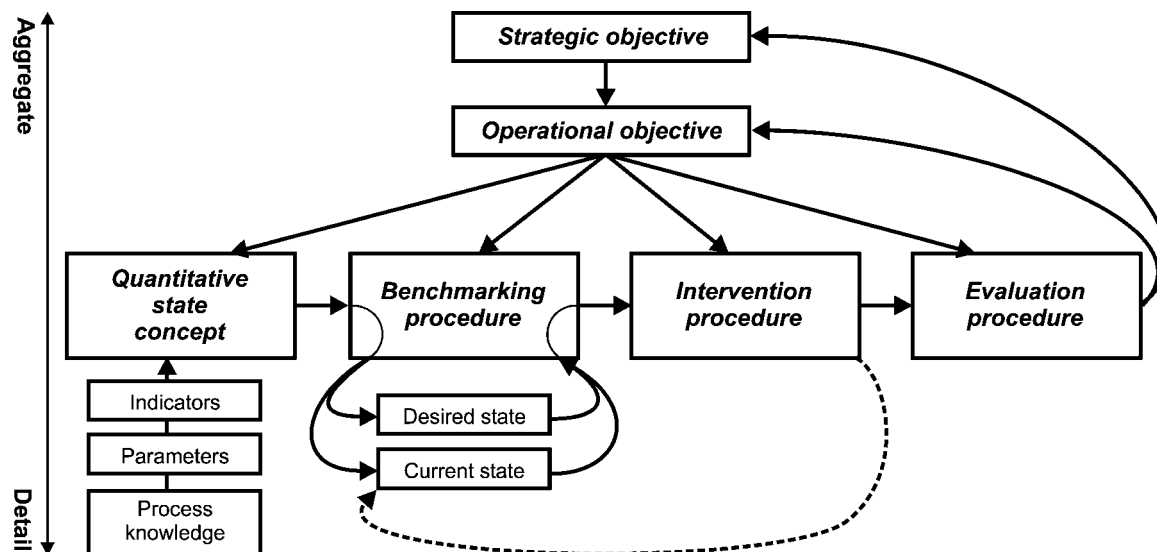 Aggregate
Detail
Strategic objective
Operational objective
Quantitative
state
concept
Benchmarking
procedure
Intervention
procedure
Evaluation
procedure
Indicators
Parameters
Process
knowledge
Desired state
Current state